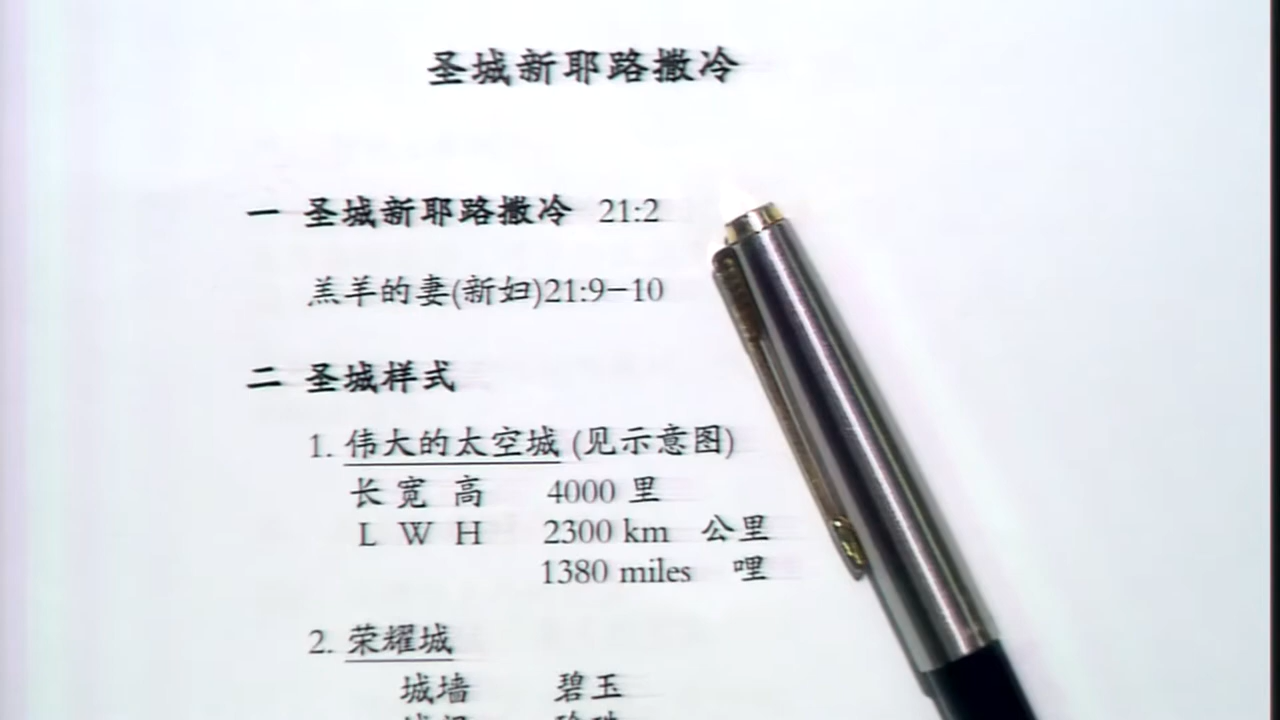 圣城新耶路撒冷
一 圣城新耶路撒冷 21:2
羔羊的妻(新妇)21:9-10
二 圣城样式
1. 伟大的太空城 (见示意图)
长 宽 高 4000 里
L W H 2300 km 公里
1380 miles 哩
2. 荣耀城
城墙 碧玉